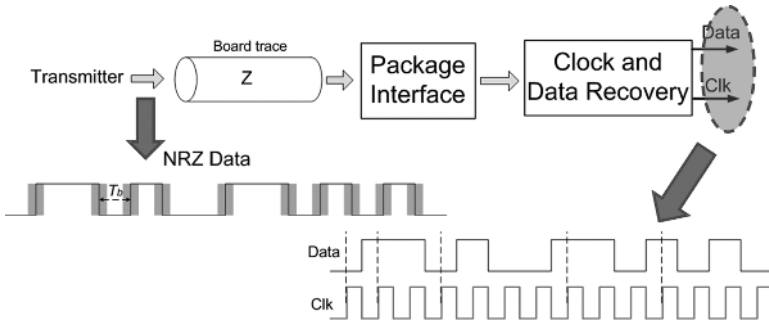 Transmitter
Board trace
Z
Package
Interface
Clock and
Data Recovery
Data
Clk
NRZ Data
Tb
Data
Clk